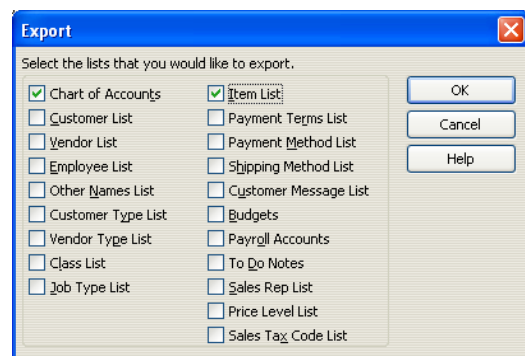 Export
Select the lists that you would like to export.
Chart of Accounts
Customer List
Vendor List
Employee List
Other Names List
Customer Type List
Vendor Type List
Class List
Job Type List
Item List
Payment Terms List
Payment Method List
Shipping Method List
Customer Message List
Budgets
Payroll Accounts
To Do Notes
Sales Rep List
Price Level List
Sales Tax Code List
OK
Cancel
Help